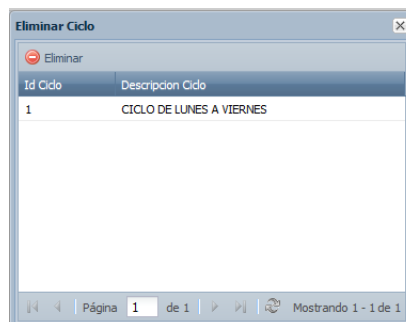 Eliminar Ciclo
Eliminar
Id Ciclo Descripcion Ciclo
1 CICLO DE LUNES A VIERNES
Página 1 de 1 Mostrando 1 - 1 de 1